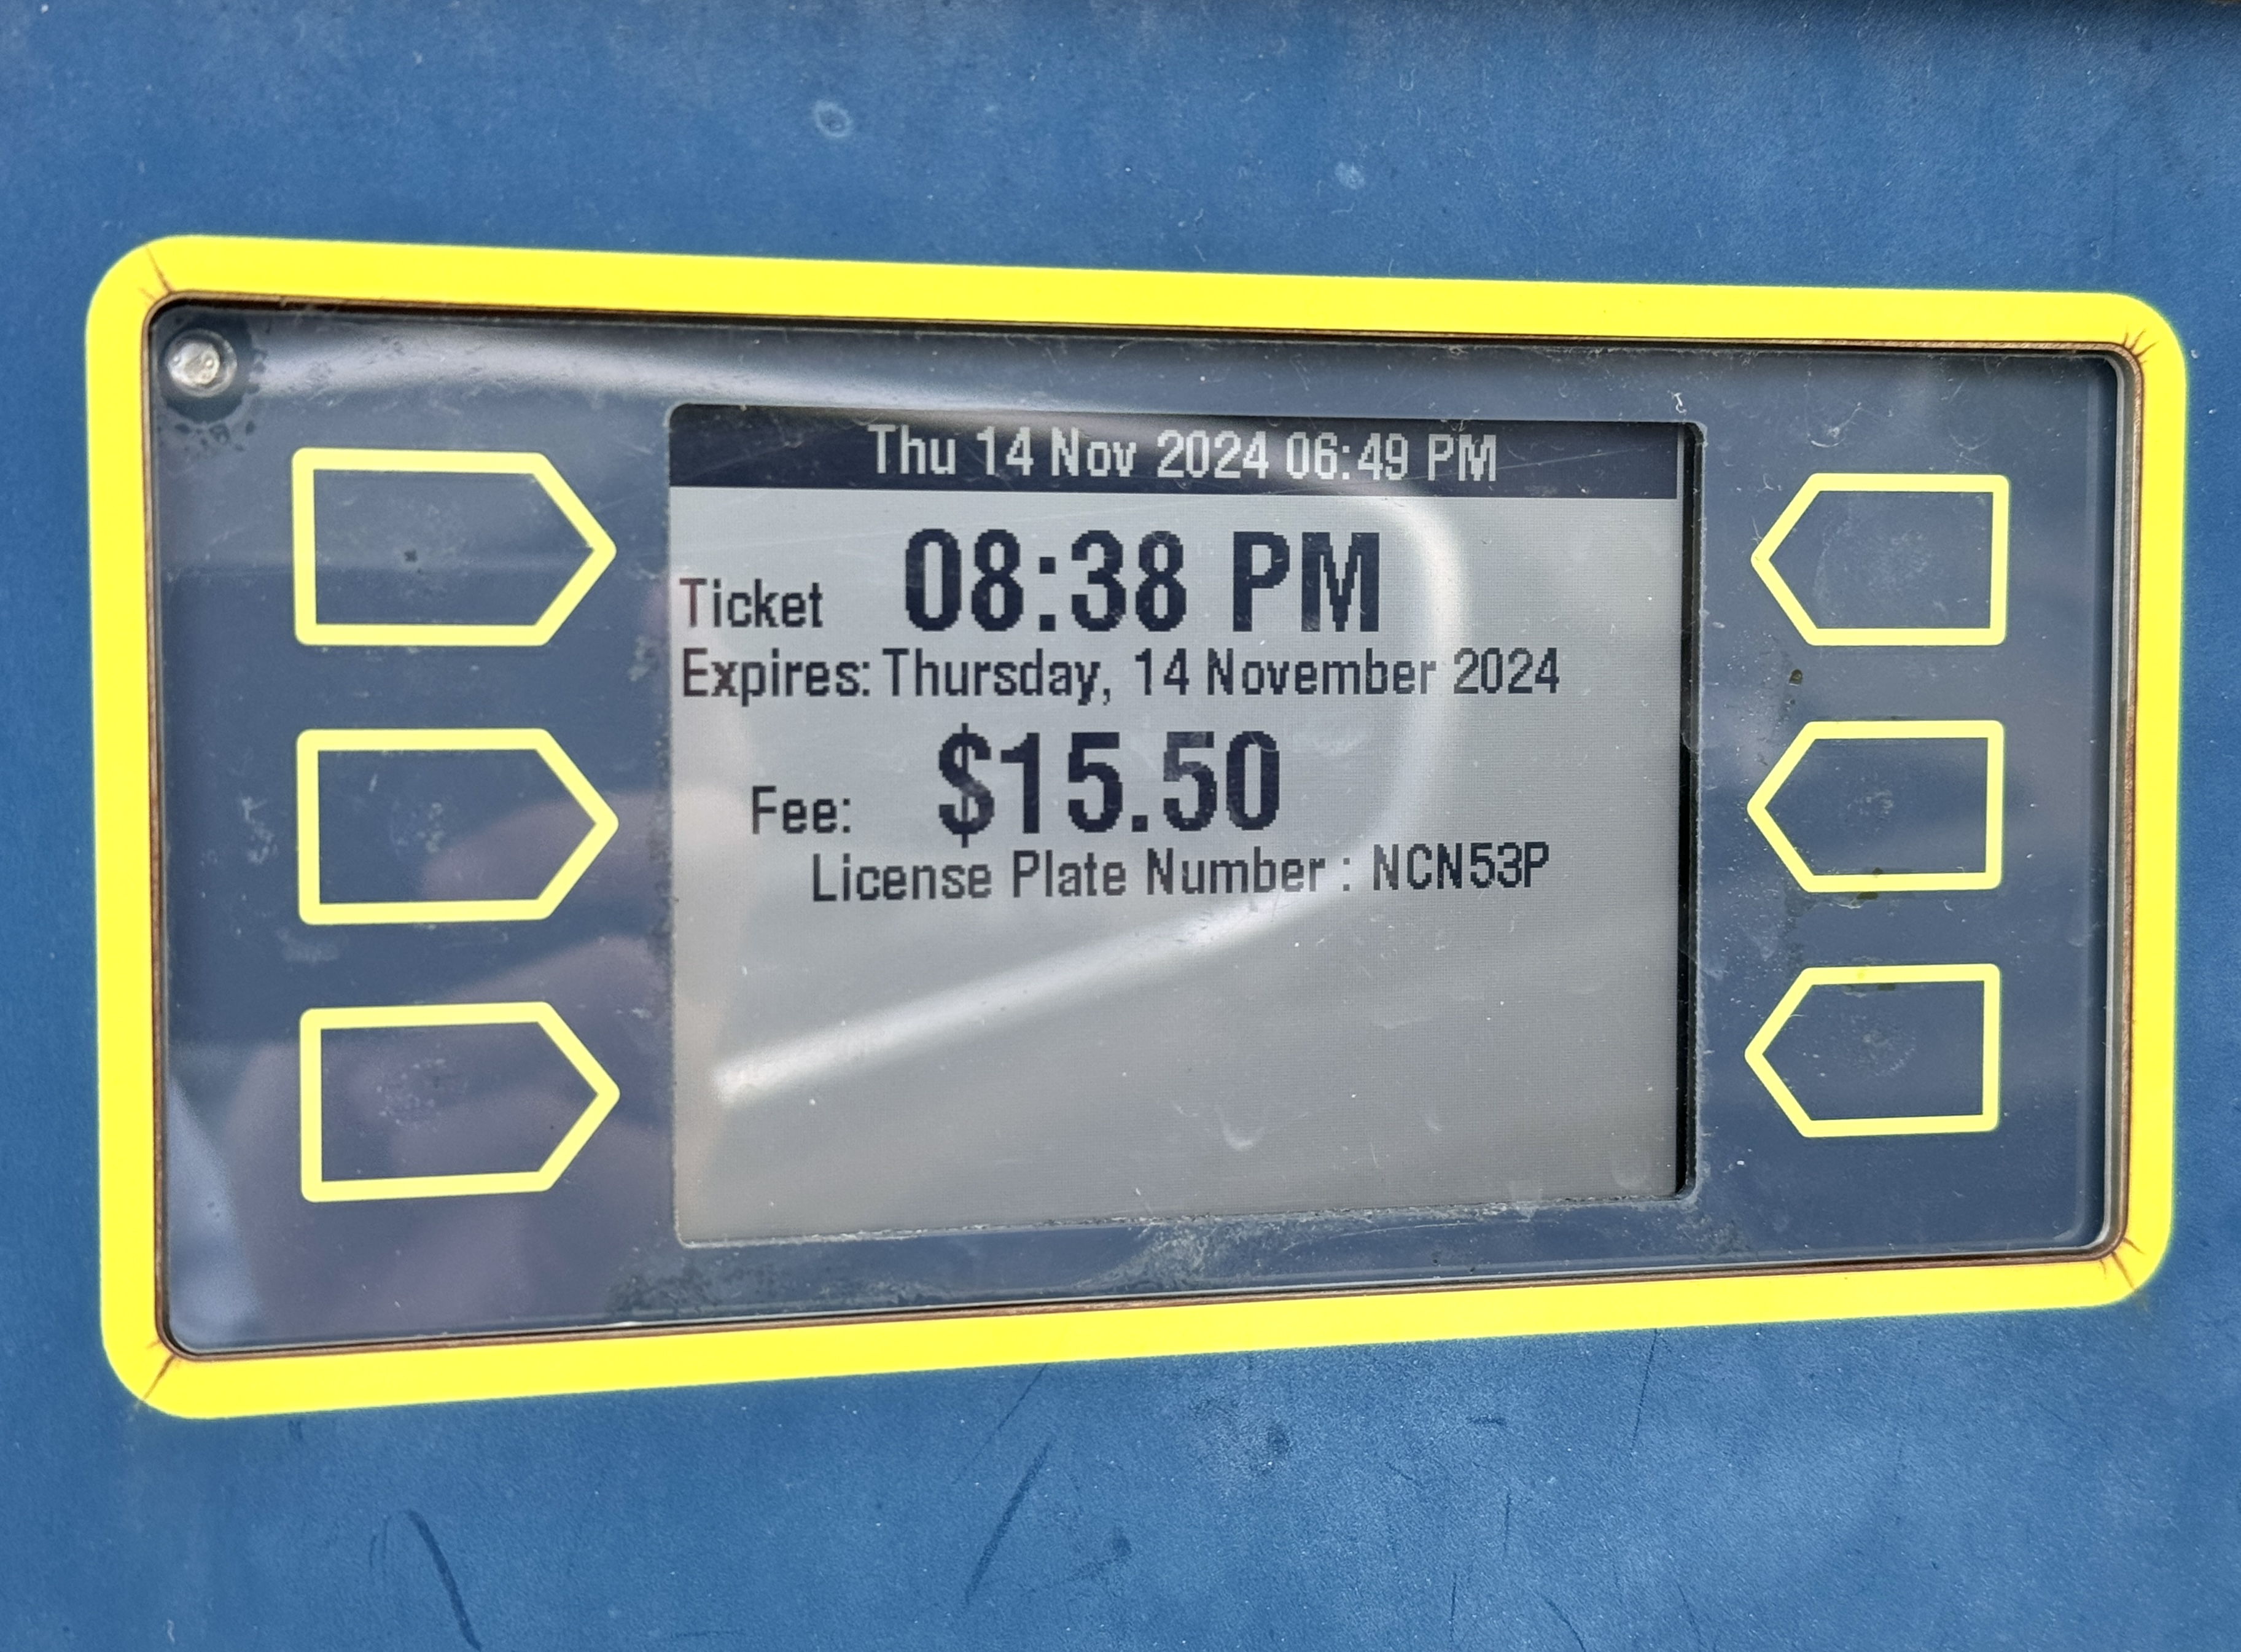 Thu 14 Nov 2024 06:49 PM
Ticket 08:38 PM
Expires: Thursday, 14 November 2024
Fee: $15.50
License Plate Number : NCN53P